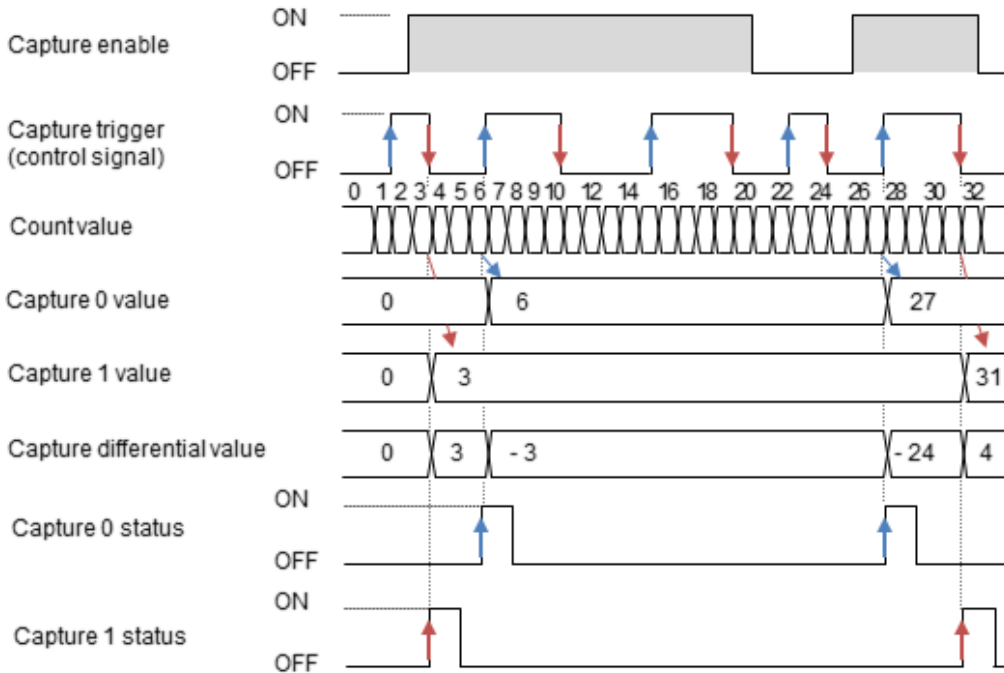 ON
Capture enable
OFF
ON
Capture trigger
(control signal)
OFF
0 1 2 3 4 5 6 7 8 9 10 12 14 16 18 20 22 24 26 28 30 32
Count value
Capture 0 value 0 6 27
Capture 1 value 0 3 31
Capture differential value 0 3 - 3 - 24 4
ON
Capture 0 status
OFF
ON
Capture 1 status
OFF